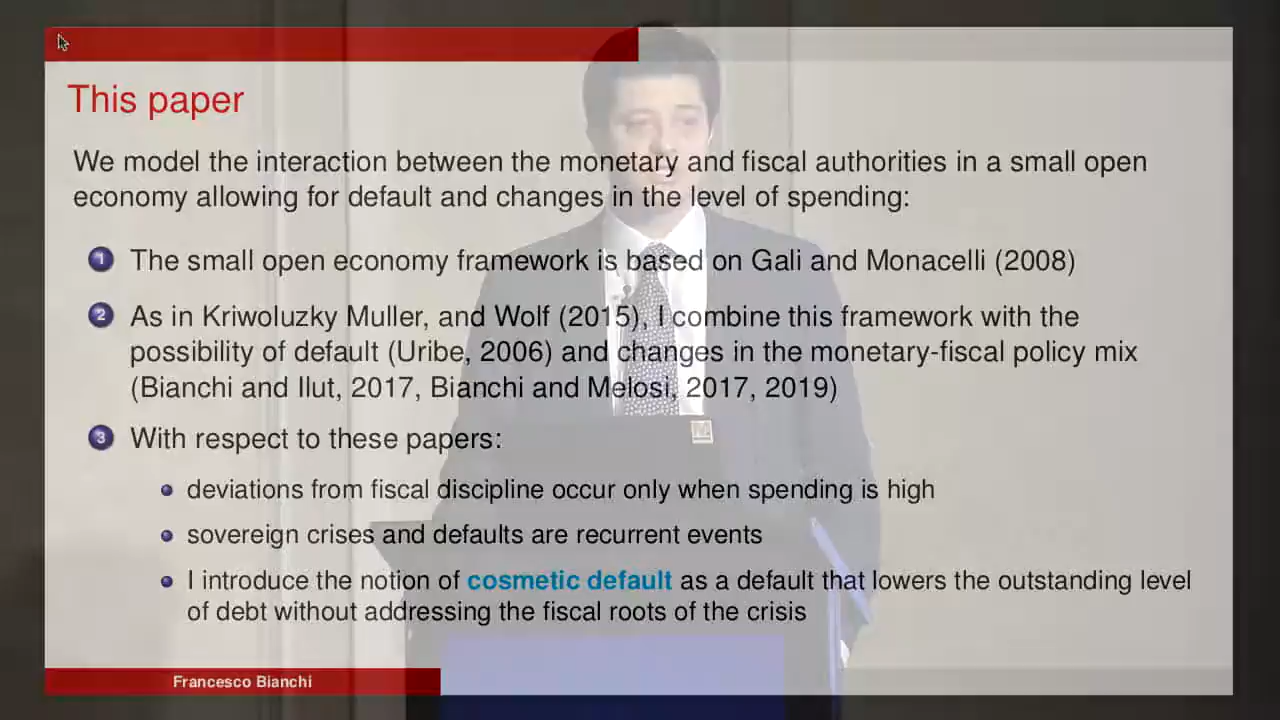 This paper
We model the interaction between the monetary and fiscal authorities in a small open
economy allowing for default and changes in the level of spending:
1 The small open economy framework is based on Gali and Monacelli (2008)
2 As in Kriwoluzky Muller, and Wolf (2015), I combine this framework with the
possibility of default (Uribe, 2006) and changes in the monetary-fiscal policy mix
(Bianchi and Ilut, 2017, Bianchi and Melosi, 2017, 2019)
3 With respect to these papers:
deviations from fiscal discipline occur only when spending is high
sovereign crises and defaults are recurrent events
I introduce the notion of cosmetic default as a default that lowers the outstanding level
of debt without addressing the fiscal roots of the crisis
Francesco Bianchi